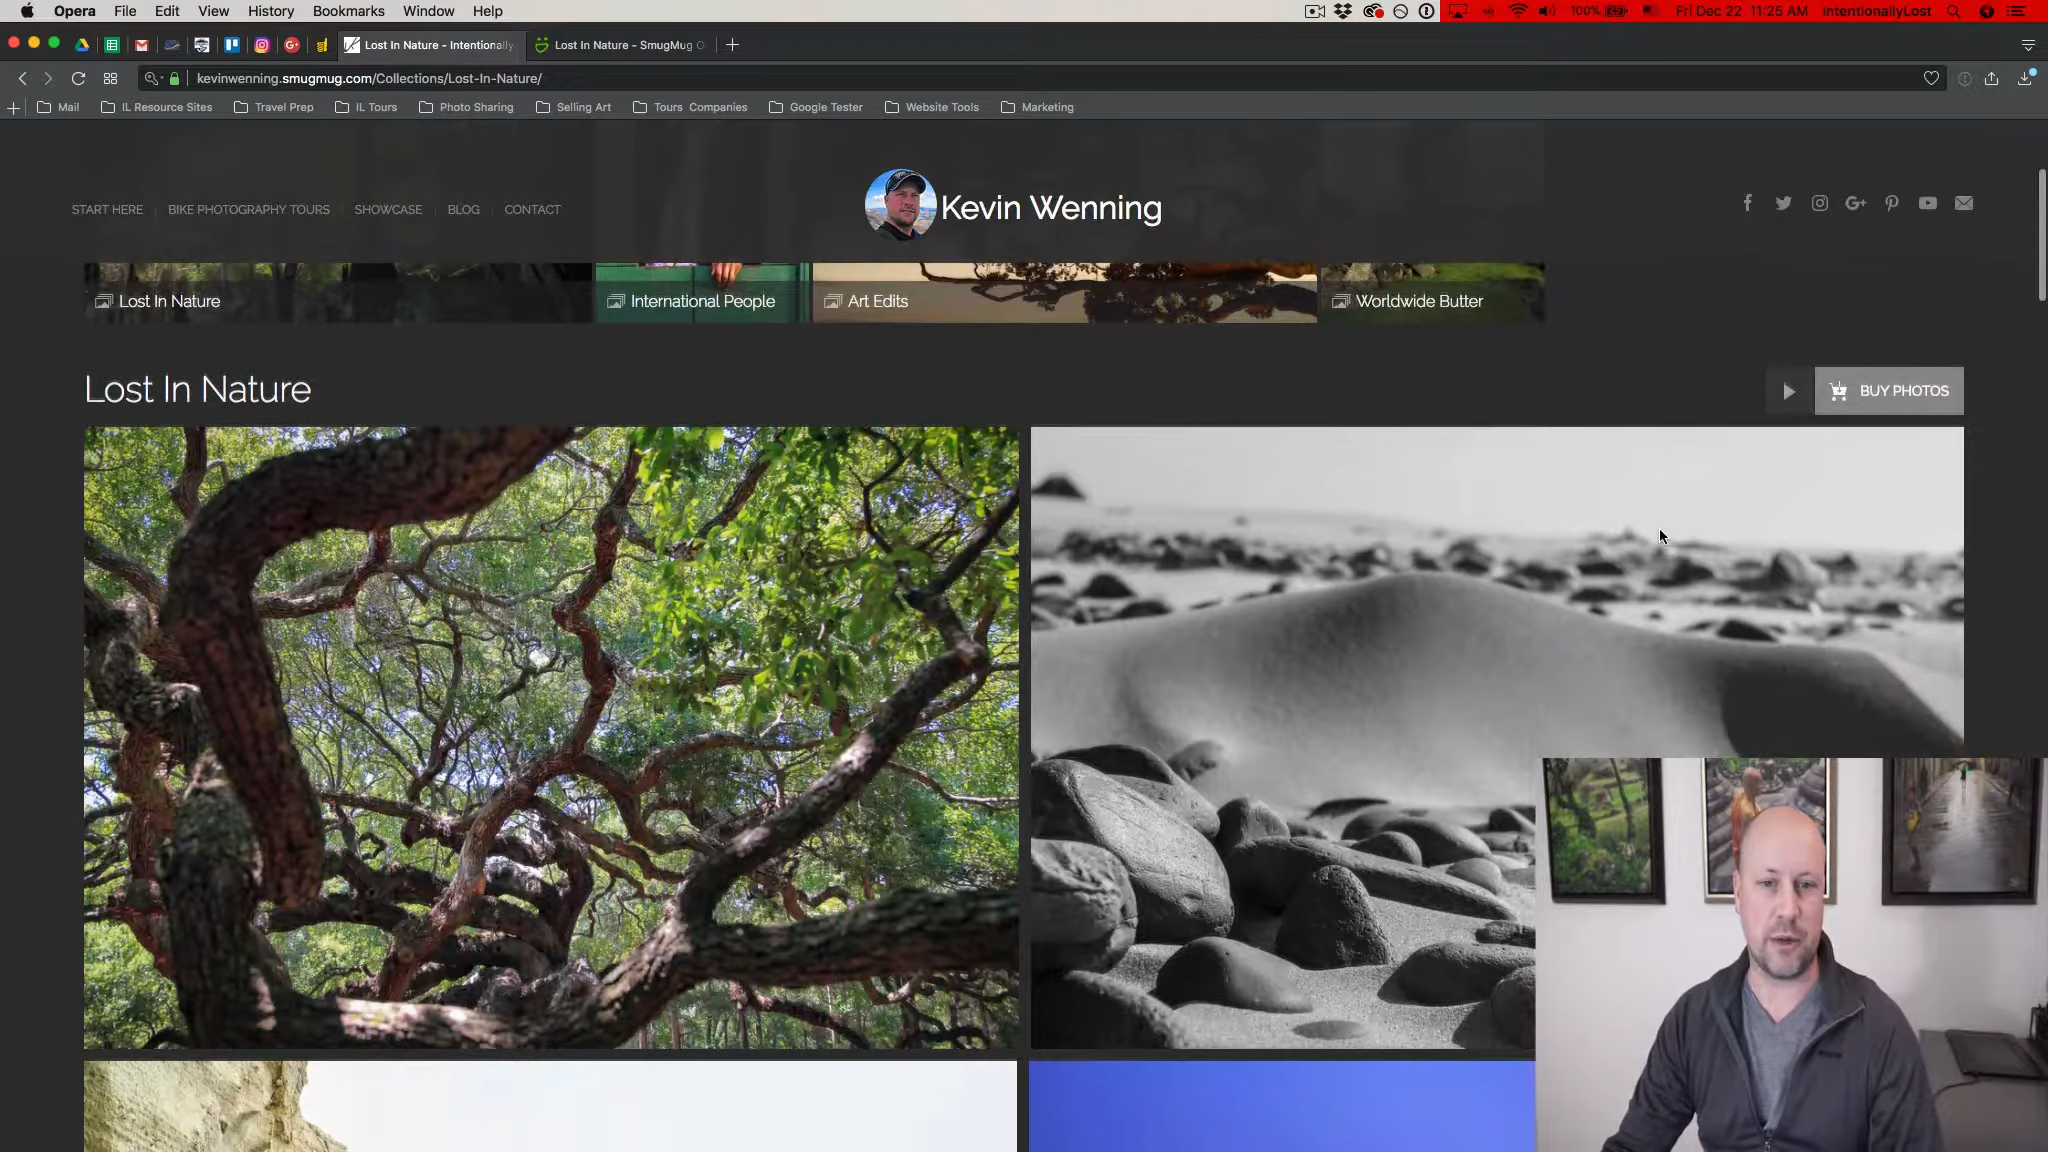 Opera File Edit View History Bookmarks Window Help
100% Fri Dec 22 11:25 AM IntentionallyLost
Lost In Nature - Intentionally
Lost In Nature - SmugMug O
kevinwenning.smugmug.com/Collections/Lost-In-Nature/
Mail IL Resource Sites Travel Prep IL Tours Photo Sharing Selling Art Tours Companies Google Tester Website Tools Marketing
START HERE BIKE PHOTOGRAPHY TOURS SHOWCASE BLOG CONTACT
Kevin Wenning
Lost In Nature
International People
Art Edits
Worldwide Butter
Lost In Nature
BUY PHOTOS